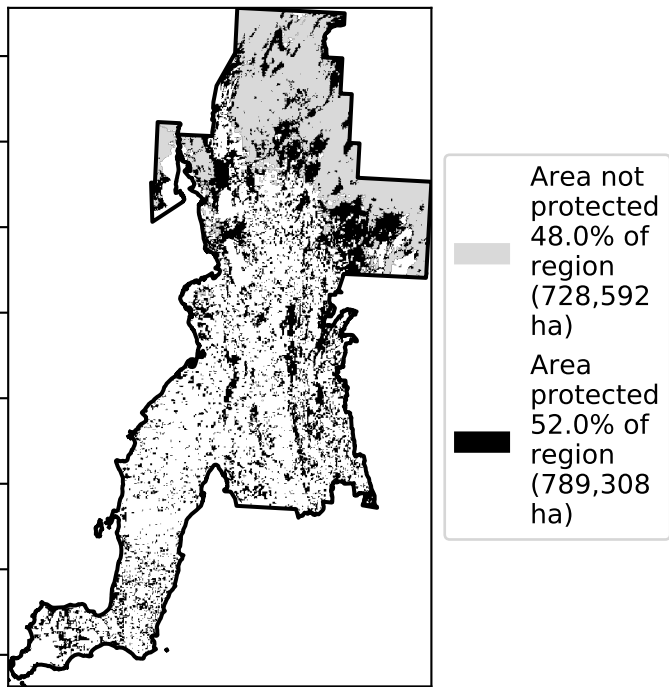 Area not
protected
48.0% of
region
(728,592
ha)
Area
protected
52.0% of
region
(789,308
ha)